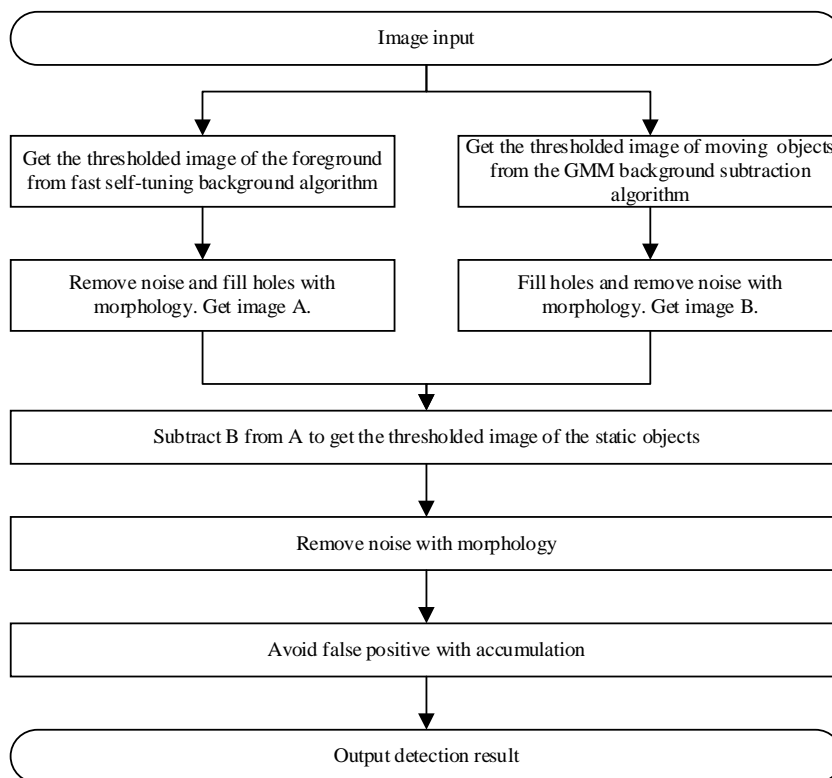 Image input
Get the thresholded image of the foreground
from fast self-tuning background algorithm
Get the thresholded image of moving objects
from the GMM background subtraction
algorithm
Remove noise and fill holes with
morphology. Get image A.
Fill holes and remove noise with
morphology. Get image B.
Subtract B from A to get the thresholded image of the static objects
Remove noise with morphology
Avoid false positive with accumulation
Output detection result